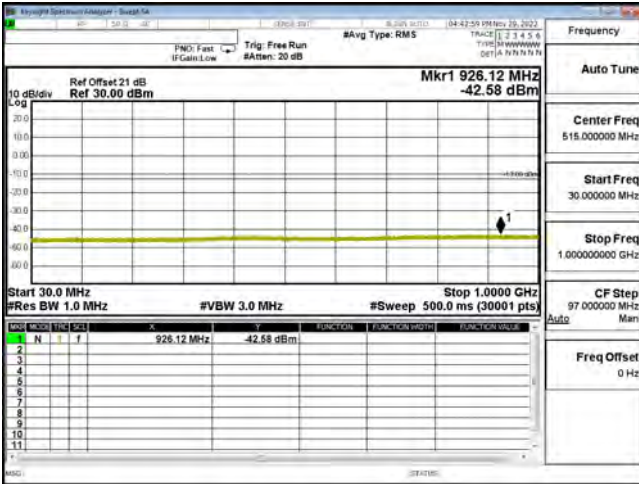 Keysight Spectrum Analyzer - Swept SA
04:42:59 PM Nov 29, 2022
#Avg Type: RMS
TRACE 1 2 3 4 5 6
TYPE M WWWWW
DET A N N N N N
PNO: Fast
IFGain:Low
Trig: Free Run
#Atten: 20 dB
Frequency
Auto Tune
Mkr1 926.12 MHz
-42.58 dBm
Ref Offset 21 dB
10 dB/div Ref 30.00 dBm
Log
20.0
10.0
0.00
-10.0
-13.00 dBm
-20.0
-30.0
-40.0
-50.0
-60.0
1
Center Freq
515.000000 MHz
Start Freq
30.000000 MHz
Stop Freq
1.000000000 GHz
Start 30.0 MHz Stop 1.0000 GHz
#Res BW 1.0 MHz #VBW 3.0 MHz #Sweep 500.0 ms (30001 pts)
CF Step
97.000000 MHz
Auto Man
MKR MODE TRC SCL X Y FUNCTION FUNCTION WIDTH FUNCTION VALUE
1 N 1 f 926.12 MHz -42.58 dBm
2
3
4
5
6
7
8
9
10
11
Freq Offset
0 Hz
MSG STATUS